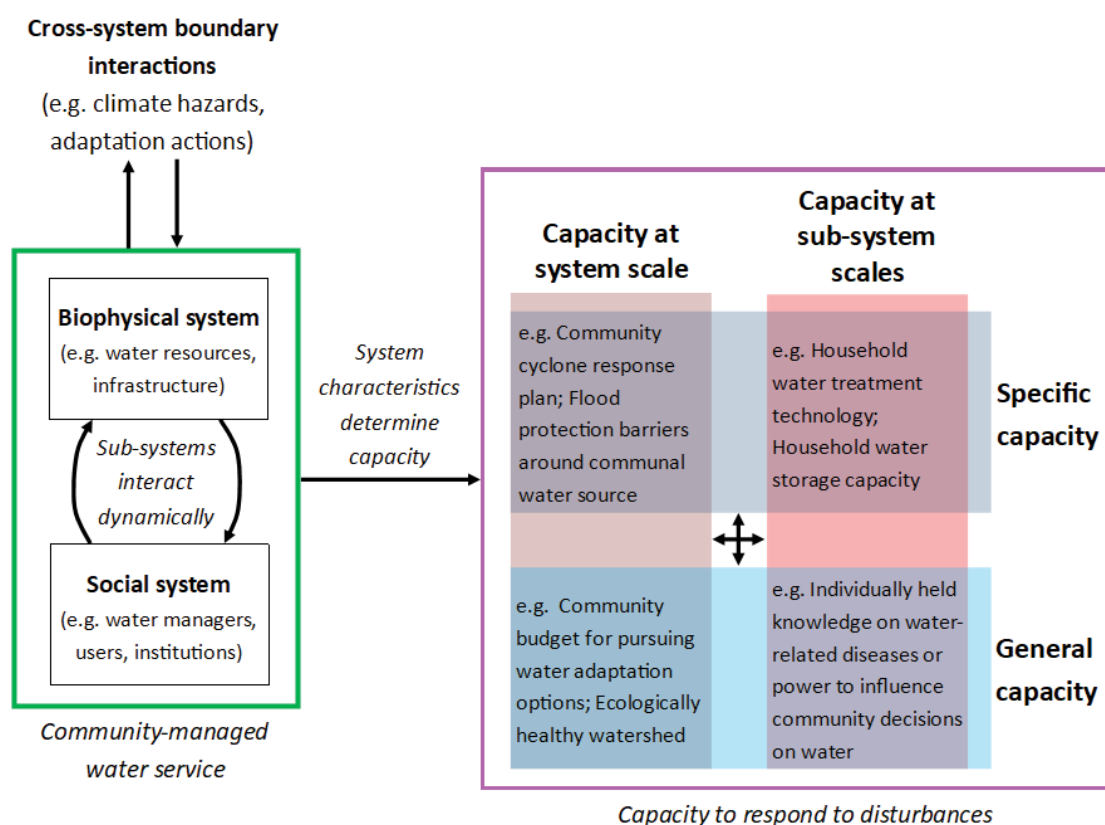 Cross-system boundary
interactions
(e.g. climate hazards,
adaptation actions)
Biophysical system
(e.g. water resources,
infrastructure)
Sub-systems
interact
dynamically
Social system
(e.g. water managers,
users, institutions)
Community-managed
water service
System
characteristics
determine
capacity
Capacity at
system scale
Capacity at
sub-system
scales
e.g. Community
cyclone response
plan; Flood
protection barriers
around communal
water source
e.g. Household
water treatment
technology;
Household water
storage capacity
Specific
capacity
e.g. Community
budget for pursuing
water adaptation
options; Ecologically
healthy watershed
e.g. Individually held
knowledge on water-
related diseases or
power to influence
community decisions
on water
General
capacity
Capacity to respond to disturbances